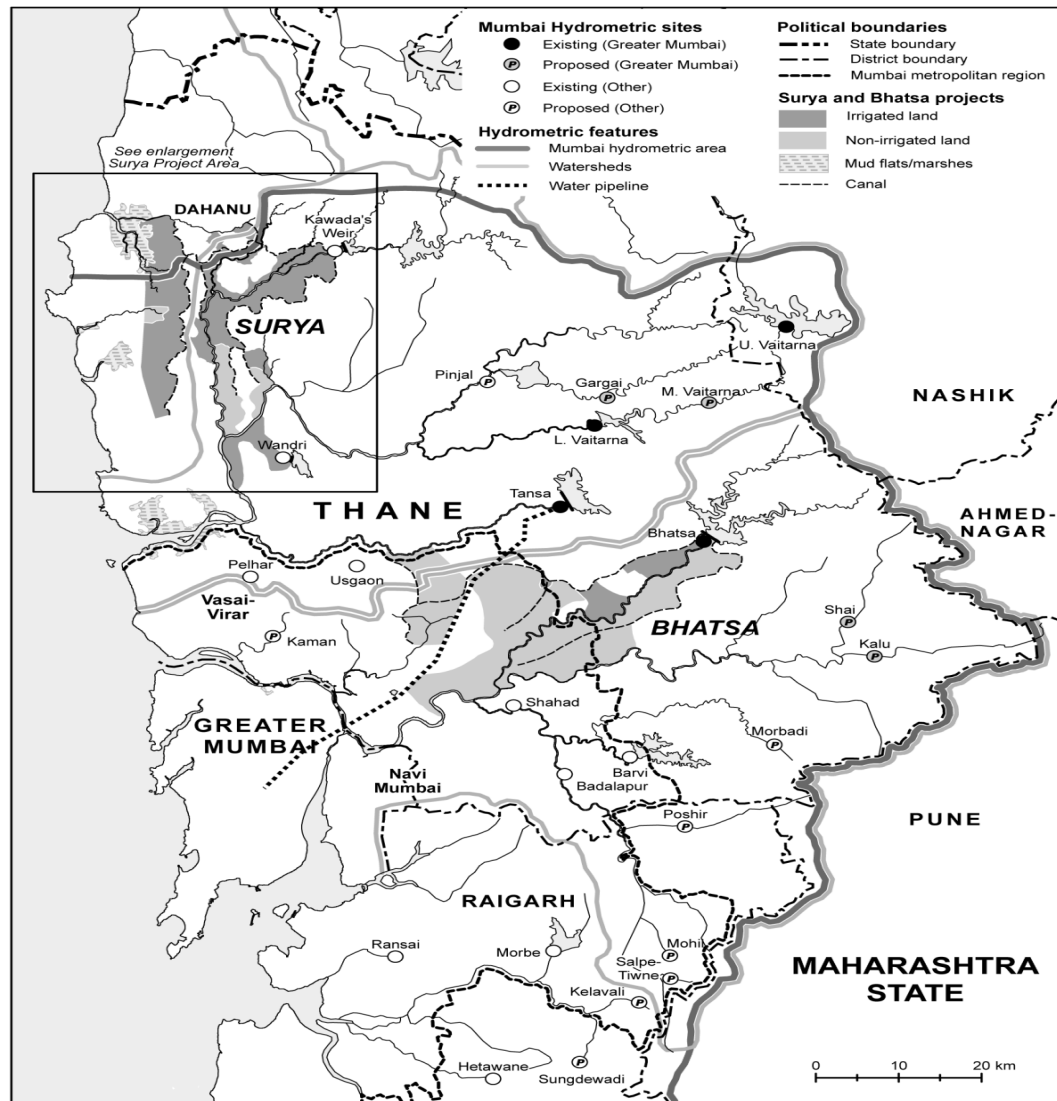 Mumbai Hydrometric sites
Existing (Greater Mumbai)
P Proposed (Greater Mumbai)
Existing (Other)
P Proposed (Other)
Hydrometric features
Mumbai hydrometric area
Watersheds
Water pipeline
Political boundaries
State boundary
District boundary
Mumbai metropolitan region
Surya and Bhatsa projects
Irrigated land
Non-irrigated land
Mud flats/marshes
Canal
See enlargement
Surya Project Area
DAHANU
Kawada's
Weir
SURYA
U. Vaitarna
Pinjal
P
Gargai
P
M. Vaitarna
P
NASHIK
L. Vaitarna
Wandri
Tansa
THANE
AHMED-
NAGAR
Bhatsa
Pelhar
Usgaon
Vasai-
Virar
Shai
P
BHATSA
P
Kaman
Kalu
P
Shahad
GREATER
MUMBAI
Morbadi
P
Barvi
Badalapur
Navi
Mumbai
Poshir
P
PUNE
RAIGARH
Ransai
Morbe
Mohil
P
Salpe-
Tiwne
P
MAHARASHTRA
STATE
Kelavali
P
Hetawane
P
Sungdewadi
0 10 20 km